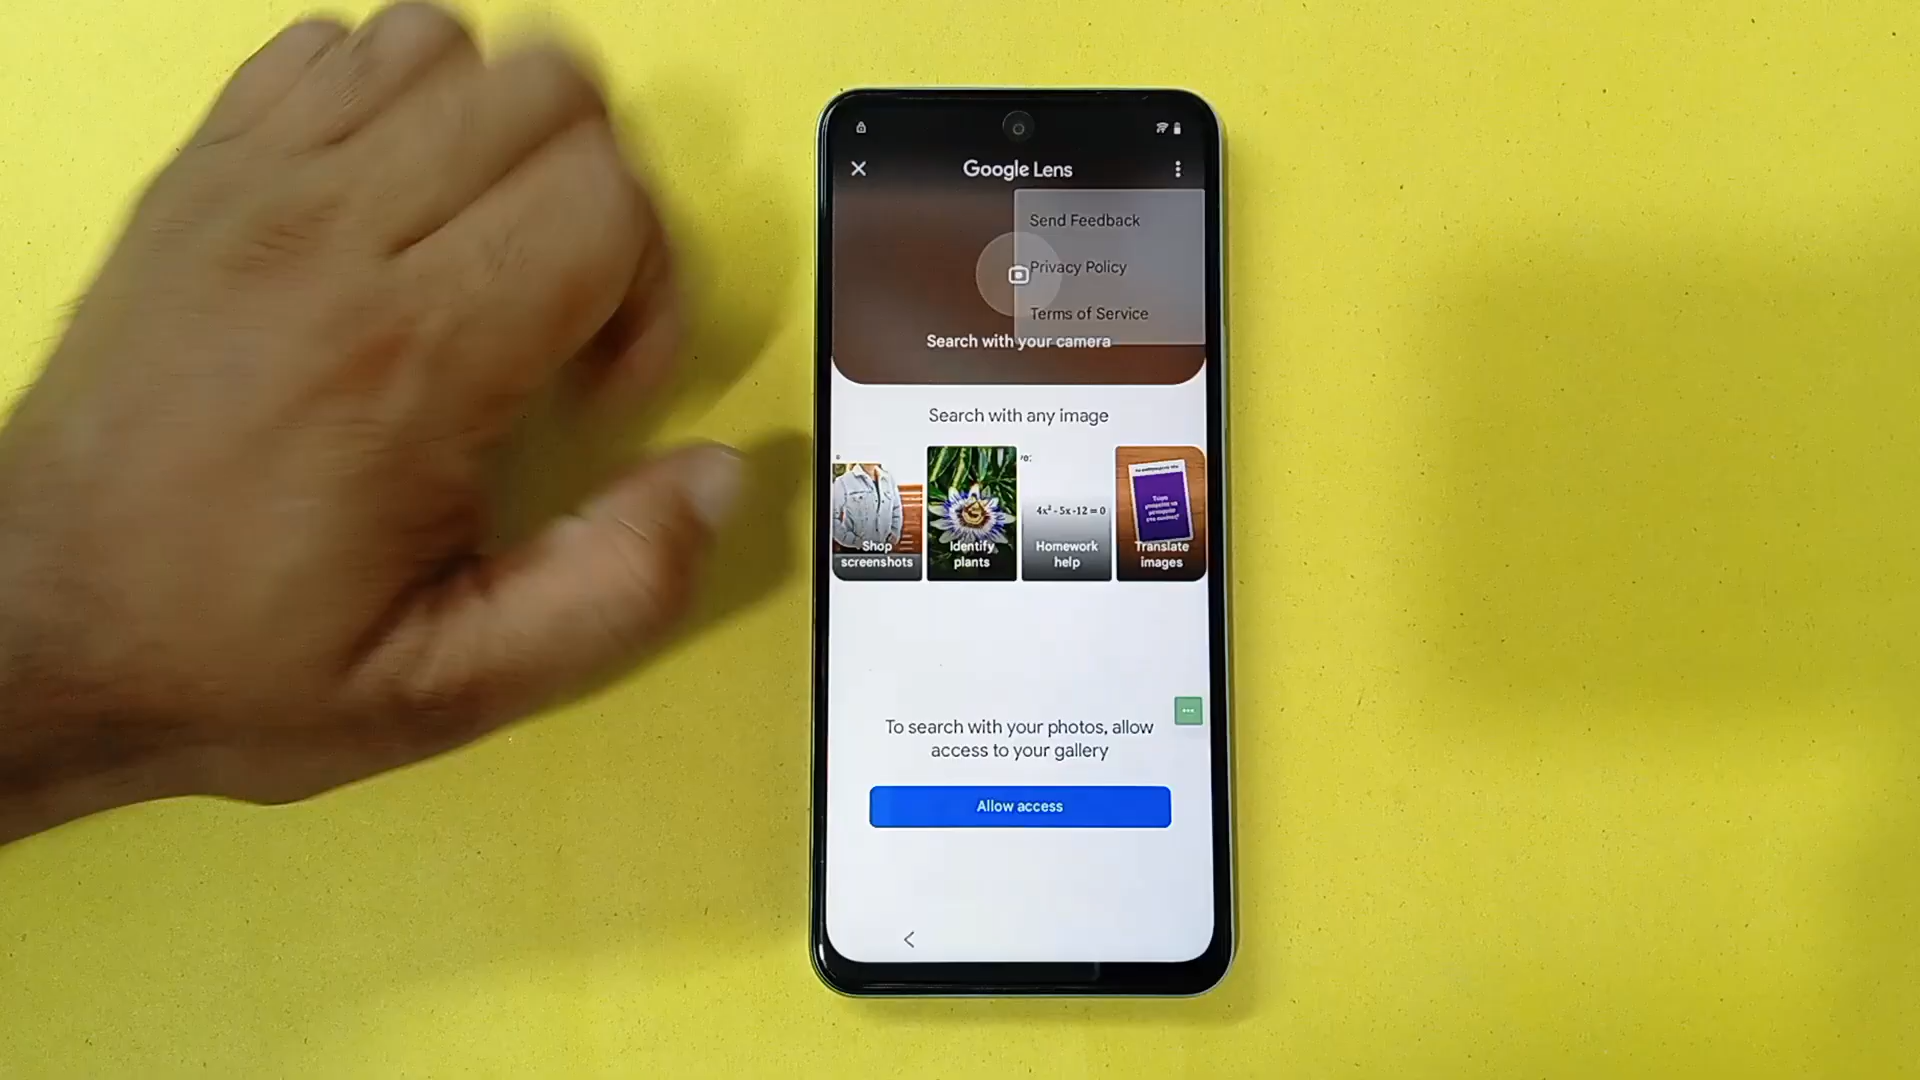 Google Lens
Send Feedback
Privacy Policy
Terms of Service
Search with your camera
Search with any image
ve:
4x² - 5x - 12 = 0
Shop
screenshots
Identify
plants
Homework
help
Translate
images
To search with your photos, allow
access to your gallery
Allow access